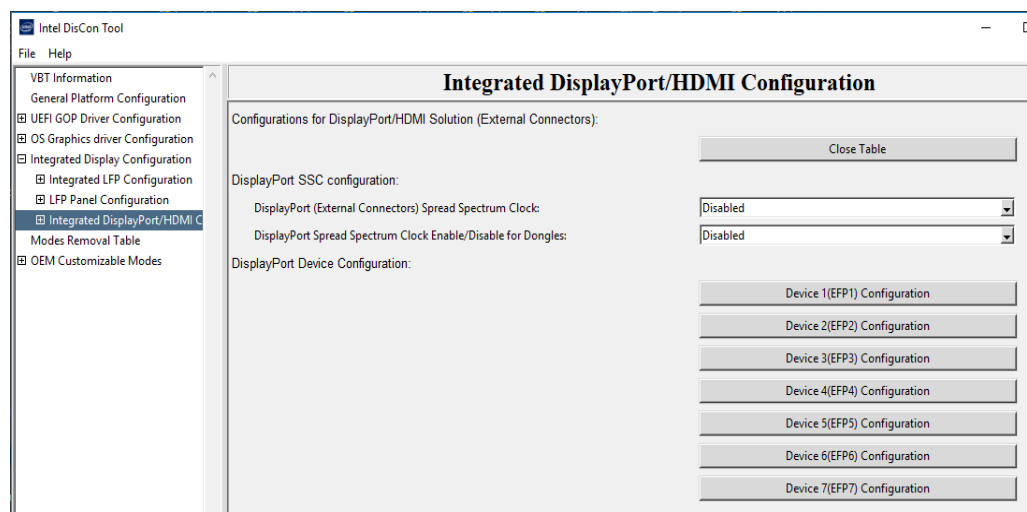 Intel DisCon Tool
File Help
VBT Information
General Platform Configuration
UEFI GOP Driver Configuration
OS Graphics driver Configuration
Integrated Display Configuration
Integrated LFP Configuration
LFP Panel Configuration
Integrated DisplayPort/HDMI C
Modes Removal Table
OEM Customizable Modes
Integrated DisplayPort/HDMI Configuration
Configurations for DisplayPort/HDMI Solution (External Connectors):
Close Table
DisplayPort SSC configuration:
DisplayPort (External Connectors) Spread Spectrum Clock: Disabled
DisplayPort Spread Spectrum Clock Enable/Disable for Dongles: Disabled
DisplayPort Device Configuration:
Device 1(EFP1) Configuration
Device 2(EFP2) Configuration
Device 3(EFP3) Configuration
Device 4(EFP4) Configuration
Device 5(EFP5) Configuration
Device 6(EFP6) Configuration
Device 7(EFP7) Configuration